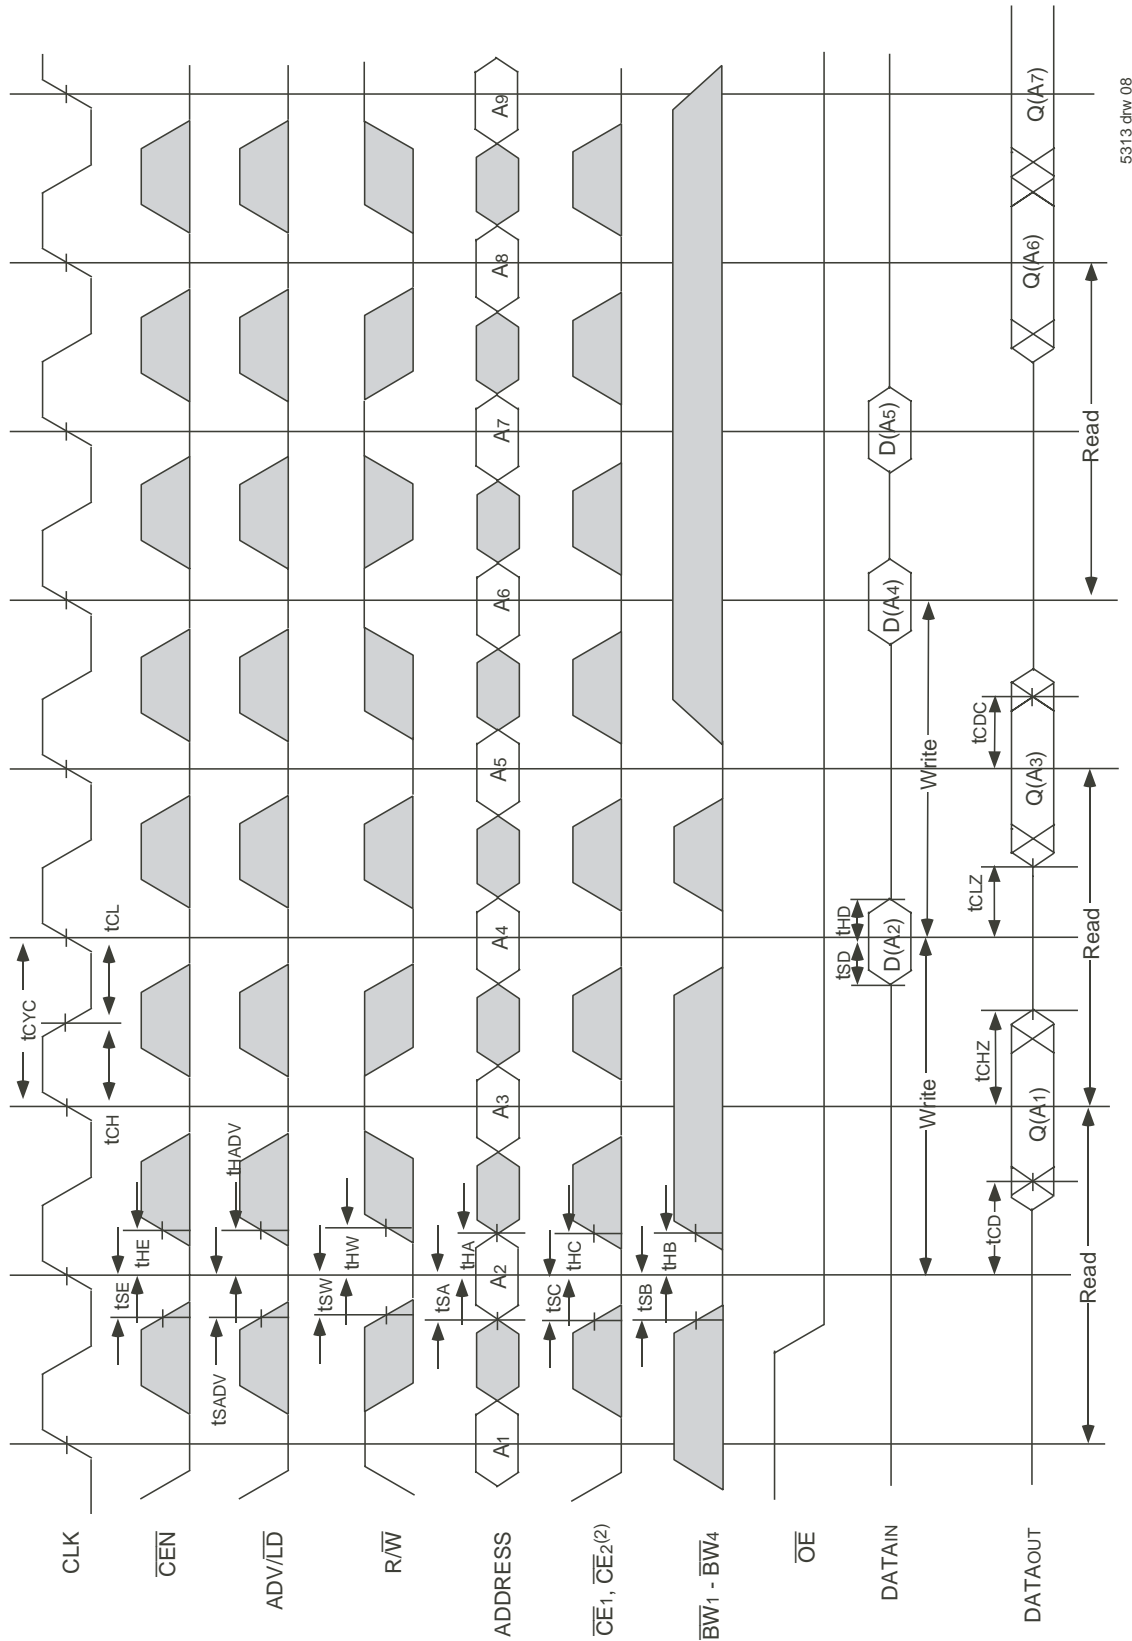 tCYC
tCH
tCL
CLK
tSE
tHE
CEN
tSADV
tHADV
ADV/LD
tSW
tHW
R/W
tSA
tHA
ADDRESS
A1
A2
A3
A4
A5
A6
A7
A8
A9
tSC
tHC
CE1, CE2(2)
tSB
tHB
BW1 - BW4
OE
tSD
tHD
DATAIN
D(A2)
D(A4)
D(A5)
Write
Write
tCD
tCHZ
tCLZ
tCDC
DATAOUT
Q(A1)
Q(A3)
Q(A6)
Q(A7)
Read
Read
Read
5313 drw 08